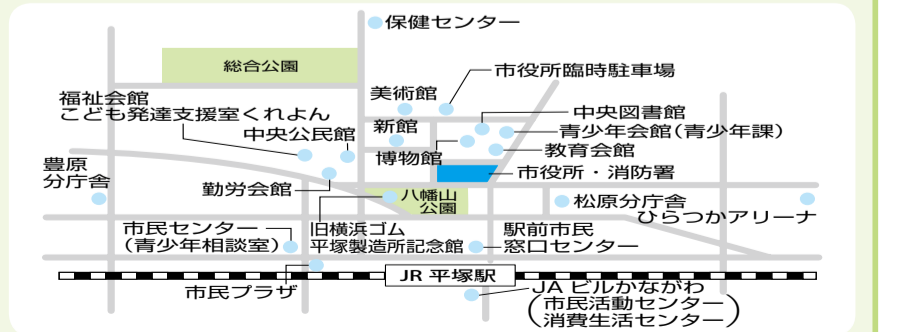 保健センター
総合公園
市役所臨時駐車場
美術館
福祉会館
こども発達支援室くれよん
中央図書館
新館
青少年会館(青少年課)
中央公民館
博物館
教育会館
豊原
分庁舎
市役所・消防署
勤労会館
八幡山
公園
松原分庁舎
ひらつかアリーナ
市民センター
(青少年相談室)
旧横浜ゴム
平塚製造所記念館
駅前市民
窓口センター
JR 平塚駅
市民プラザ
JA ビルかながわ
(市民活動センター
消費生活センター)